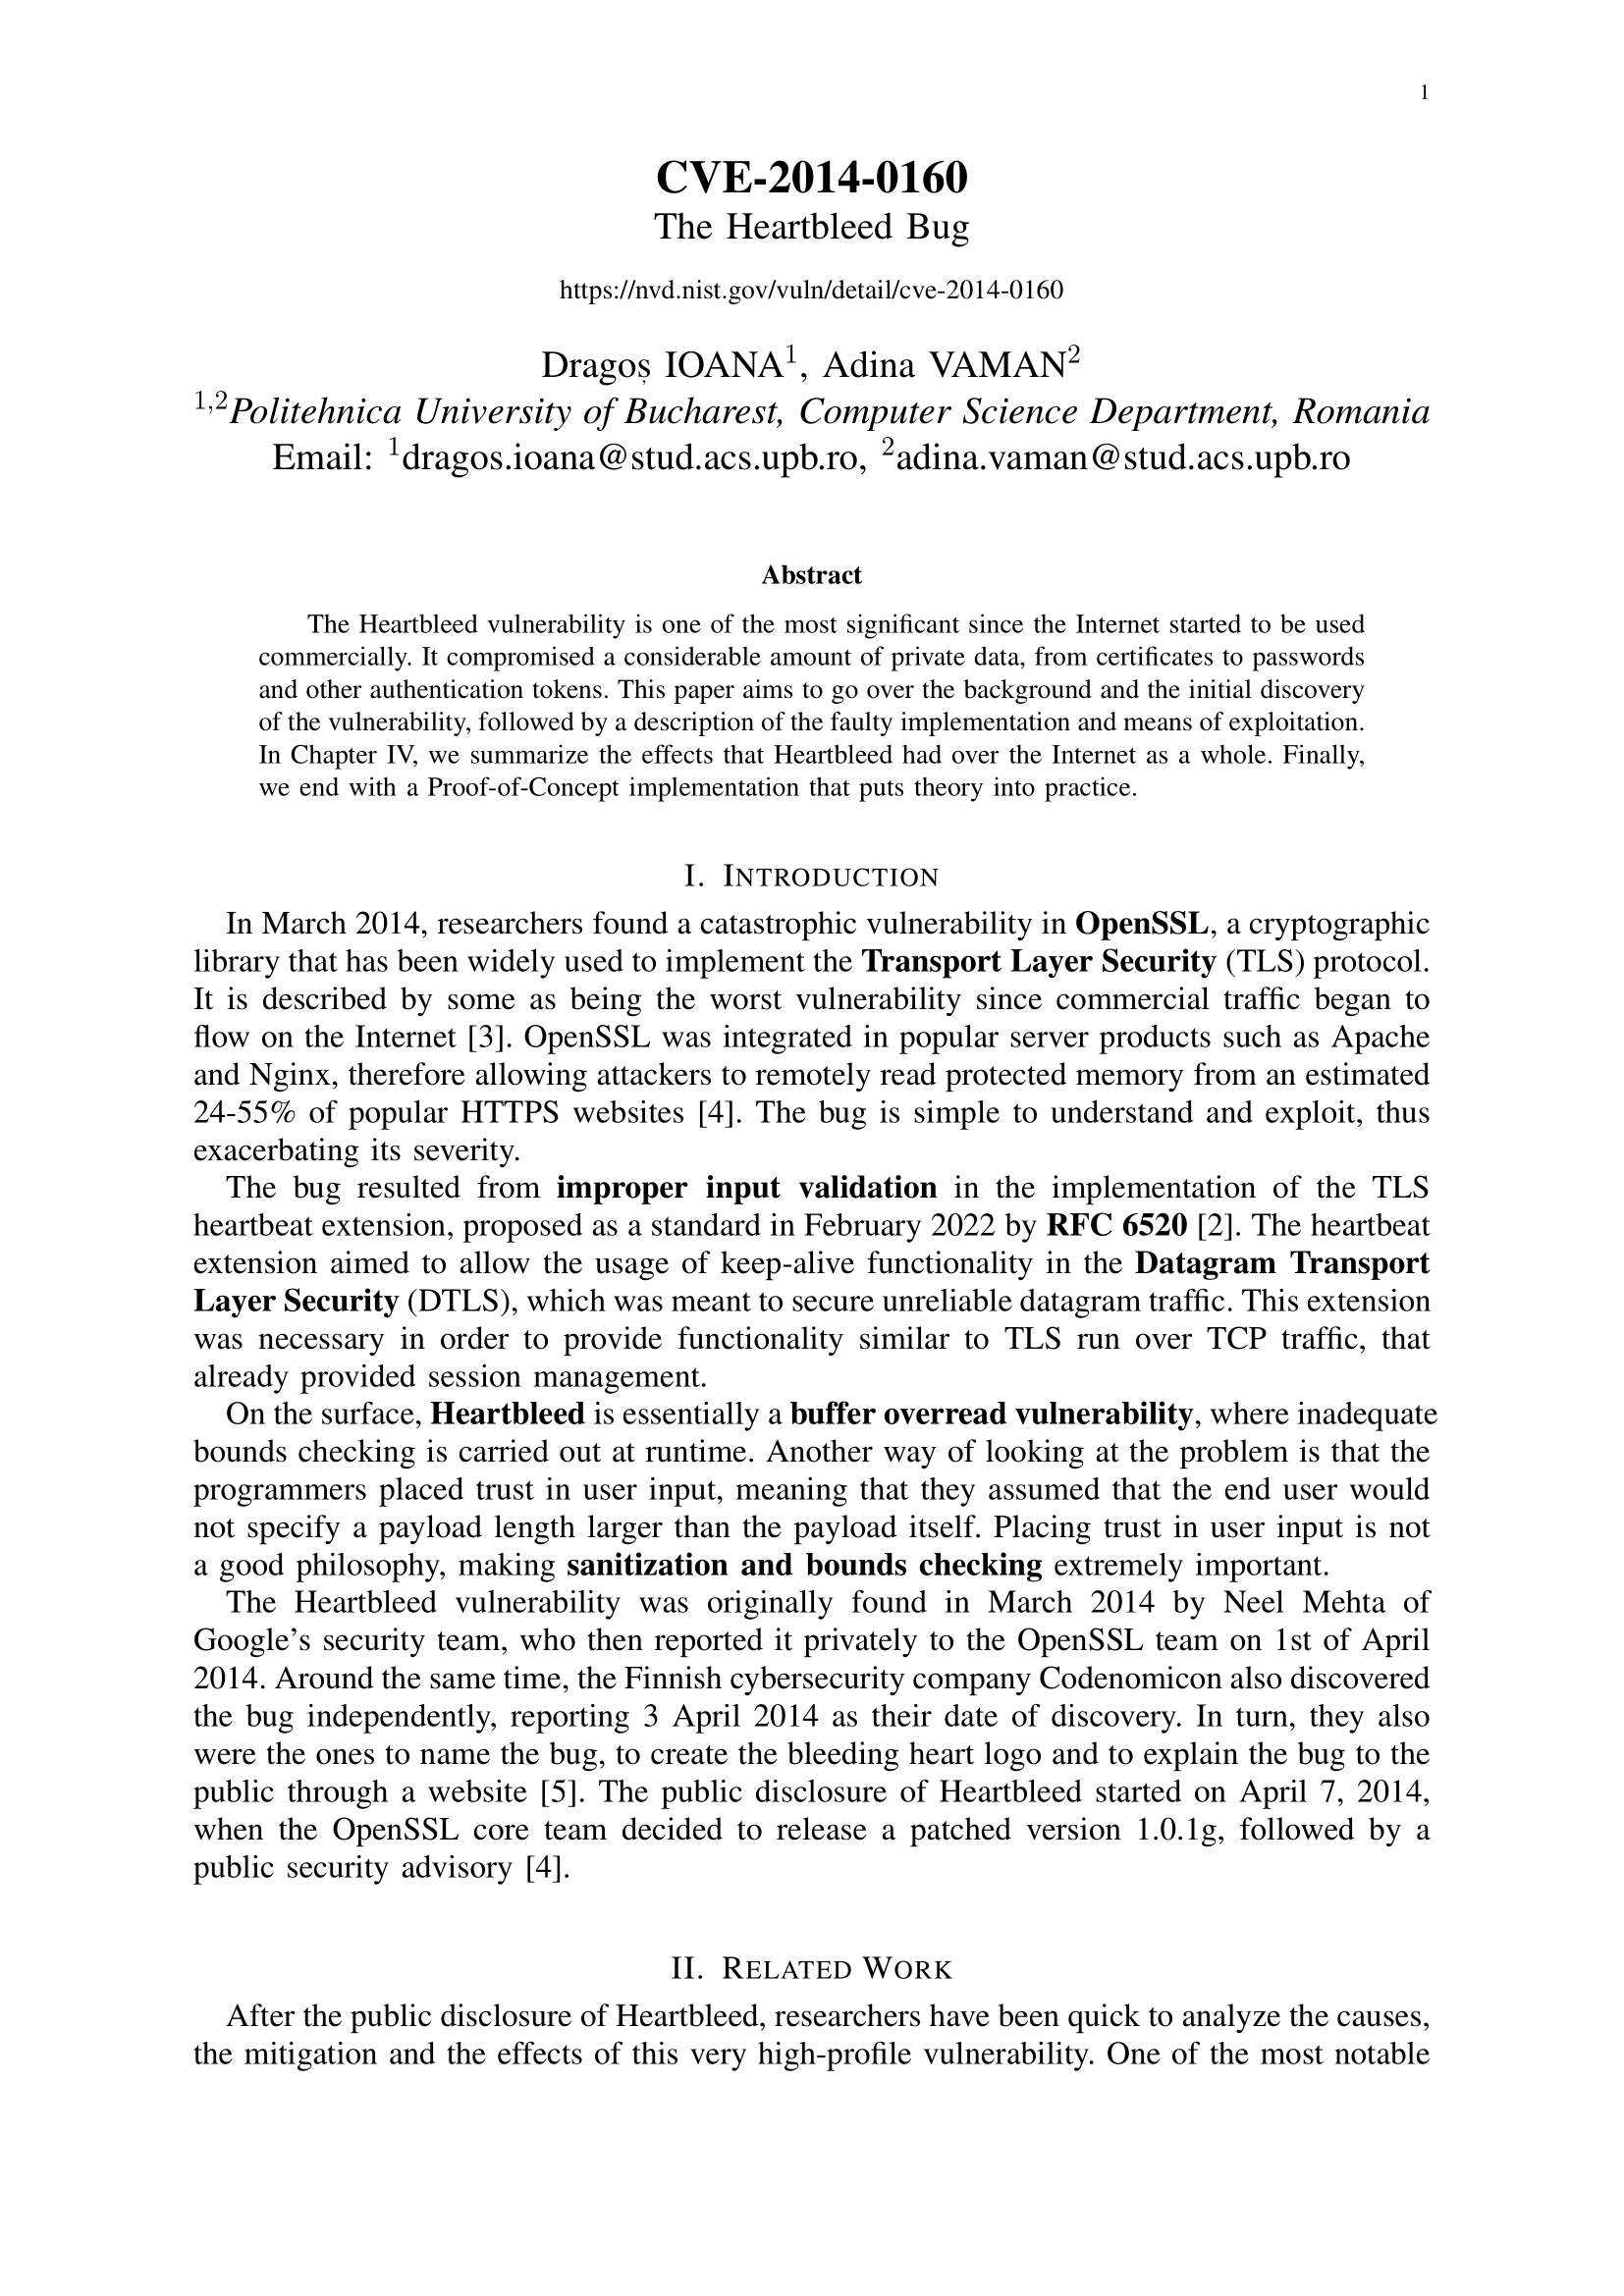 1
CVE-2014-0160
The Heartbleed Bug
https://nvd.nist.gov/vuln/detail/cve-2014-0160
Dragoș IOANA1, Adina VAMAN2
1,2Politehnica University of Bucharest, Computer Science Department, Romania
Email: 1dragos.ioana@stud.acs.upb.ro, 2adina.vaman@stud.acs.upb.ro
Abstract
The Heartbleed vulnerability is one of the most significant since the Internet started to be used
commercially. It compromised a considerable amount of private data, from certificates to passwords
and other authentication tokens. This paper aims to go over the background and the initial discovery
of the vulnerability, followed by a description of the faulty implementation and means of exploitation.
In Chapter IV, we summarize the effects that Heartbleed had over the Internet as a whole. Finally,
we end with a Proof-of-Concept implementation that puts theory into practice.
I. INTRODUCTION
In March 2014, researchers found a catastrophic vulnerability in OpenSSL, a cryptographic
library that has been widely used to implement the Transport Layer Security (TLS) protocol.
It is described by some as being the worst vulnerability since commercial traffic began to
flow on the Internet [3]. OpenSSL was integrated in popular server products such as Apache
and Nginx, therefore allowing attackers to remotely read protected memory from an estimated
24-55% of popular HTTPS websites [4]. The bug is simple to understand and exploit, thus
exacerbating its severity.
The bug resulted from improper input validation in the implementation of the TLS
heartbeat extension, proposed as a standard in February 2022 by RFC 6520 [2]. The heartbeat
extension aimed to allow the usage of keep-alive functionality in the Datagram Transport
Layer Security (DTLS), which was meant to secure unreliable datagram traffic. This extension
was necessary in order to provide functionality similar to TLS run over TCP traffic, that
already provided session management.
On the surface, Heartbleed is essentially a buffer overread vulnerability, where inadequate
bounds checking is carried out at runtime. Another way of looking at the problem is that the
programmers placed trust in user input, meaning that they assumed that the end user would
not specify a payload length larger than the payload itself. Placing trust in user input is not
a good philosophy, making sanitization and bounds checking extremely important.
The Heartbleed vulnerability was originally found in March 2014 by Neel Mehta of
Google's security team, who then reported it privately to the OpenSSL team on 1st of April
2014. Around the same time, the Finnish cybersecurity company Codenomicon also discovered
the bug independently, reporting 3 April 2014 as their date of discovery. In turn, they also
were the ones to name the bug, to create the bleeding heart logo and to explain the bug to the
public through a website [5]. The public disclosure of Heartbleed started on April 7, 2014,
when the OpenSSL core team decided to release a patched version 1.0.1g, followed by a
public security advisory [4].
II. RELATED WORK
After the public disclosure of Heartbleed, researchers have been quick to analyze the causes,
the mitigation and the effects of this very high-profile vulnerability. One of the most notable